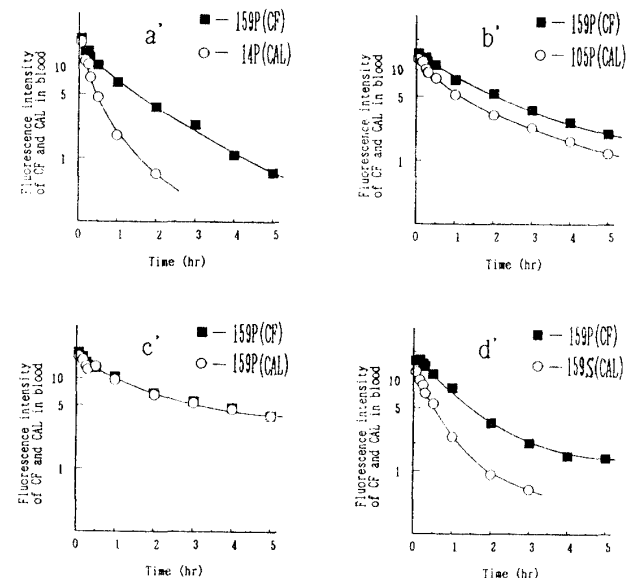 a'
■ —159P(CF)
○ — 14P(CAL)
Fluorescence intensity
of CF and CAL in blood
10
5
1
0 1 2 3 4 5
Time (hr)
b'
■ —159P(CF)
○ —105P(CAL)
Fluorescence intensity
of CF and CAL in blood
10
5
1
0 1 2 3 4 5
Time (hr)
c'
■ —159P(CF)
○ —159P(CAL)
Fluorescence intensity
of CF and CAL in blood
10
5
1
0 1 2 3 4 5
Time (hr)
d'
■ —159P(CF)
○ —159S(CAL)
Fluorescence intensity
of CF and CAL in blood
10
5
1
0 1 2 3 4 5
Time (hr)